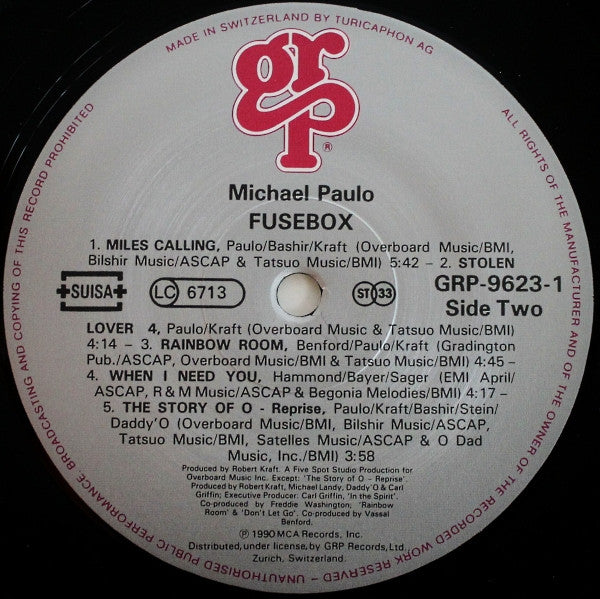 MADE IN SWITZERLAND BY TURICAPHON AG
ALL RIGHTS OF THE MANUFACTURER AND OF THE OWNER OF THE RECORDED WORK RESERVED – UNAUTHORISED PUBLIC PERFORMANCE BROADCASTING AND COPYING OF THIS RECORD PROHIBITED
grp®
Michael Paulo
FUSEBOX
1. MILES CALLING, Paulo/Bashir/Kraft (Overboard Music/BMI,
Bilshir Music/ASCAP & Tatsuo Music/BMI) 5:42 – 2. STOLEN
SUISA
LC 6713
ST 33
GRP-9623-1
Side Two
LOVER 4, Paulo/Kraft (Overboard Music & Tatsuo Music/BMI)
4:14 – 3. RAINBOW ROOM, Benford/Paulo/Kraft (Gradington
Pub./ASCAP, Overboard Music/BMI & Tatsuo Music/BMI) 4:45 –
4. WHEN I NEED YOU, Hammond/Bayer/Sager (EMI April/
ASCAP, R & M Music/ASCAP & Begonia Melodies/BMI) 4:17 –
5. THE STORY OF O - Reprise, Paulo/Kraft/Bashir/Stein/
Daddy'O (Overboard Music/BMI, Bilshir Music/ASCAP,
Tatsuo Music/BMI, Satelles Music/ASCAP & O Dad
Music, Inc./BMI) 3:58
Produced by Robert Kraft. A Five Spot Studio Production for
Overboard Music Inc. Except: 'The Story of O – Reprise'.
Produced by Robert Kraft, Michael Landy, Daddy'O & Carl
Griffin; Executive Producer: Carl Griffin, 'In the Spirit'.
Co-produced by Freddie Washington; 'Rainbow
Room' & 'Don't Let Go'. Co-produced by Vassal
Benford.
℗ 1990 MCA Records, Inc.
Distributed, under license, by GRP Records, Ltd.
Zurich, Switzerland.